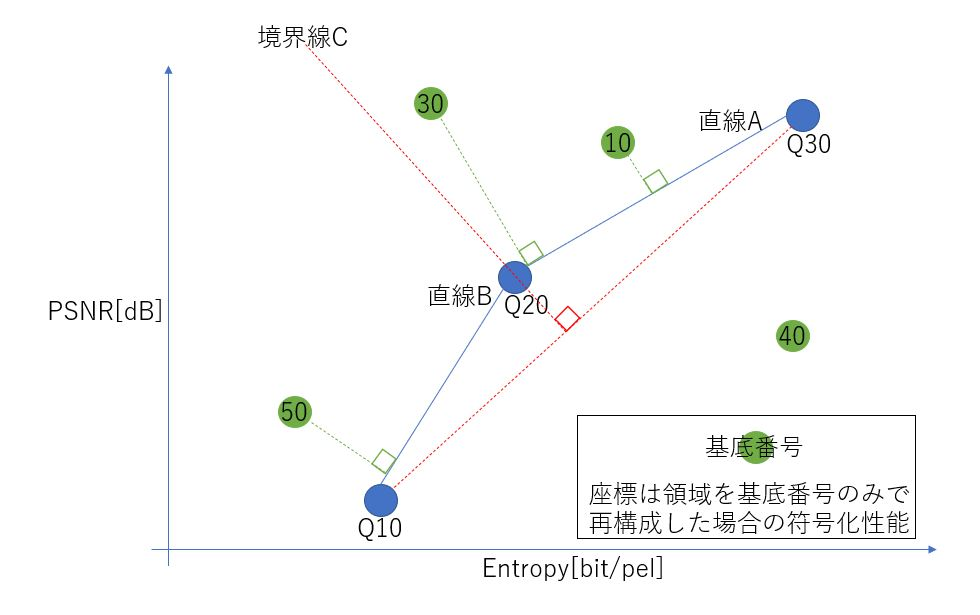 境界線C
30
直線A
10
Q30
PSNR[dB]
直線B
Q20
40
50
基底番号
座標は領域を基底番号のみで
再構成した場合の符号化性能
Q10
Entropy[bit/pel]